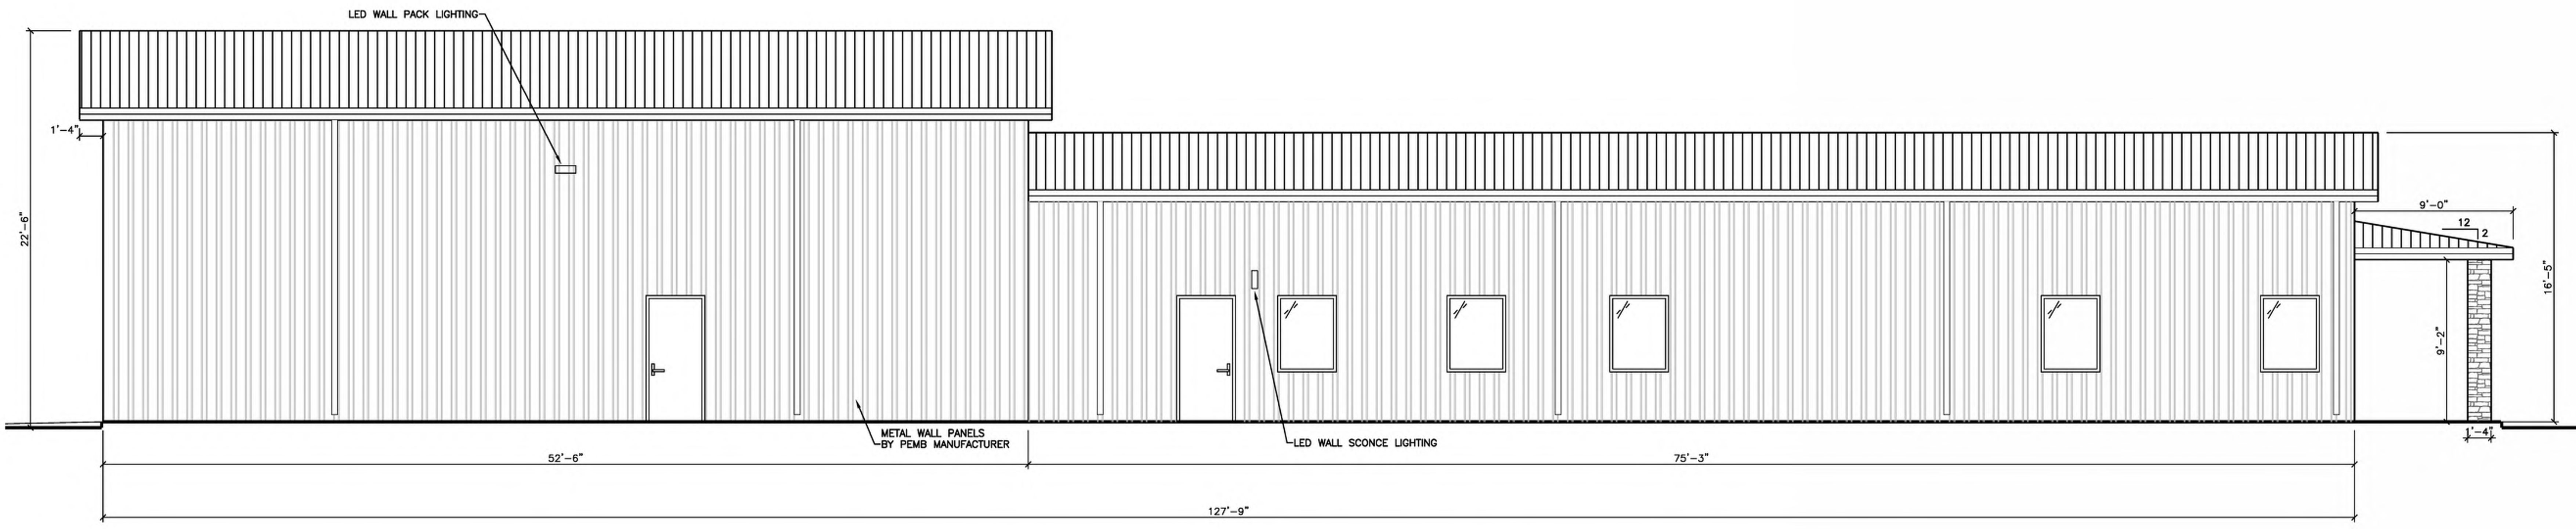 LED WALL PACK LIGHTING
1'-4"
22'-6"
9'-0"
12
2
16'-5"
9'-2"
1'-4"
METAL WALL PANELS
BY PEMB MANUFACTURER
LED WALL SCONCE LIGHTING
52'-6"
75'-3"
127'-9"